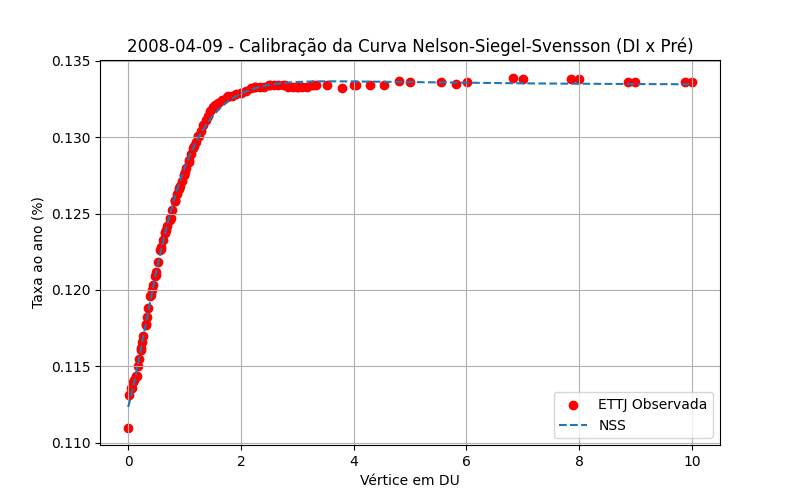 2008-04-09 - Calibração da Curva Nelson-Siegel-Svensson (DI x Pré)
0.135
0.130
0.125
0.120
0.115
0.110
Taxa ao ano (%)
ETTJ Observada
NSS
0 2 4 6 8 10
Vértice em DU